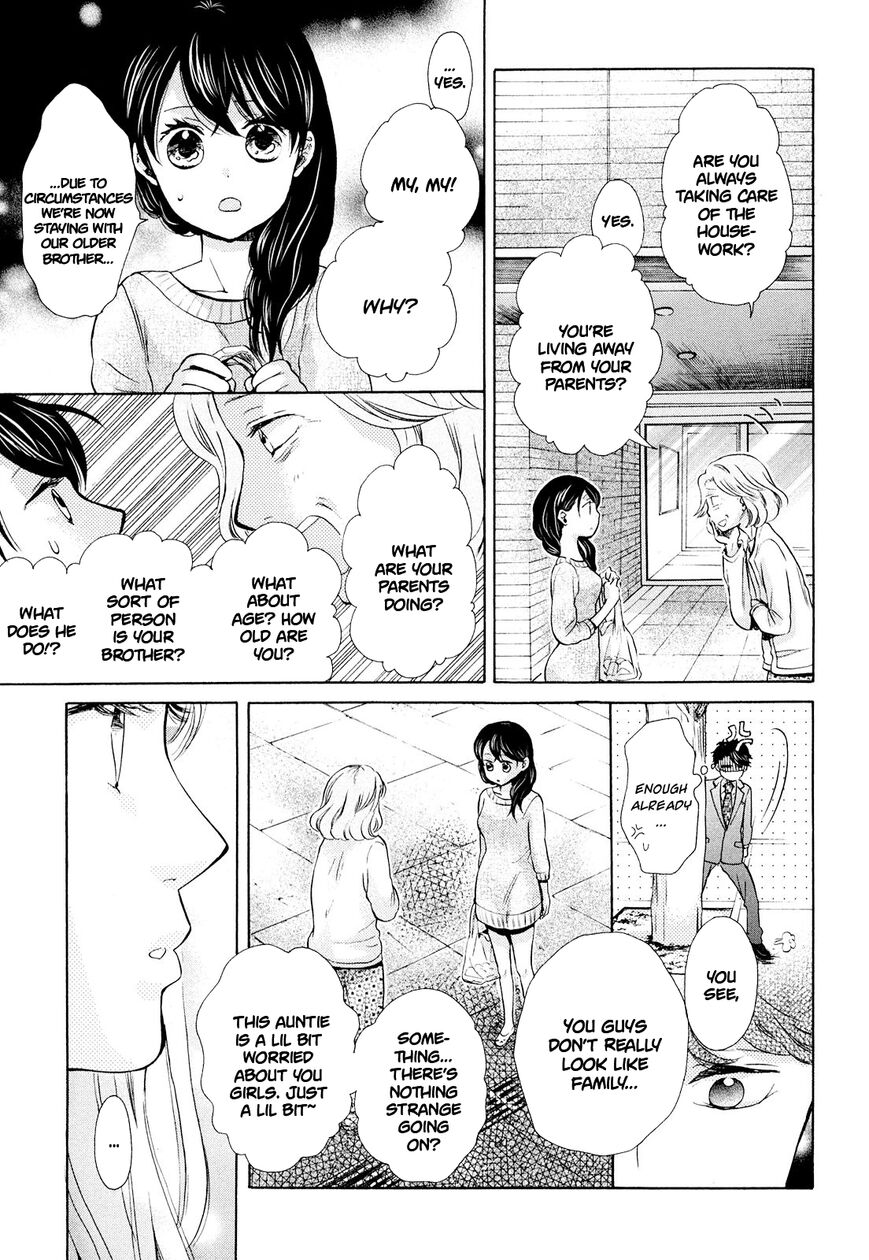 ARE YOU
ALWAYS
TAKING CARE
OF THE
HOUSE-
WORK?
YES.
YOU'RE
LIVING AWAY
FROM YOUR
PARENTS?
...
YES.
MY, MY!
WHY?
...DUE TO
CIRCUMSTANCES
WE'RE NOW
STAYING WITH
OUR OLDER
BROTHER...
WHAT
ARE YOUR
PARENTS
DOING?
WHAT
ABOUT
AGE? HOW
OLD ARE
YOU?
WHAT
SORT OF
PERSON
IS YOUR
BROTHER?
WHAT
DOES HE
DO!?
ENOUGH
ALREADY
...
YOU
SEE,
YOU GUYS
DON'T REALLY
LOOK LIKE
FAMILY...
SOME-
THING...
THERE'S
NOTHING
STRANGE
GOING
ON?
THIS AUNTIE
IS A LIL BIT
WORRIED
ABOUT YOU
GIRLS. JUST
A LIL BIT~
...